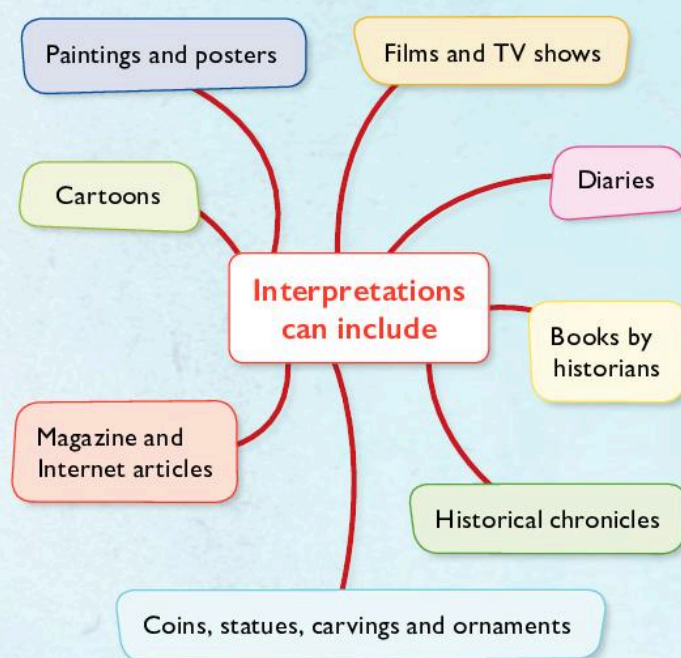 Paintings and posters
Films and TV shows
Cartoons
Diaries
Interpretations
can include
Books by
historians
Magazine and
Internet articles
Historical chronicles
Coins, statues, carvings and ornaments